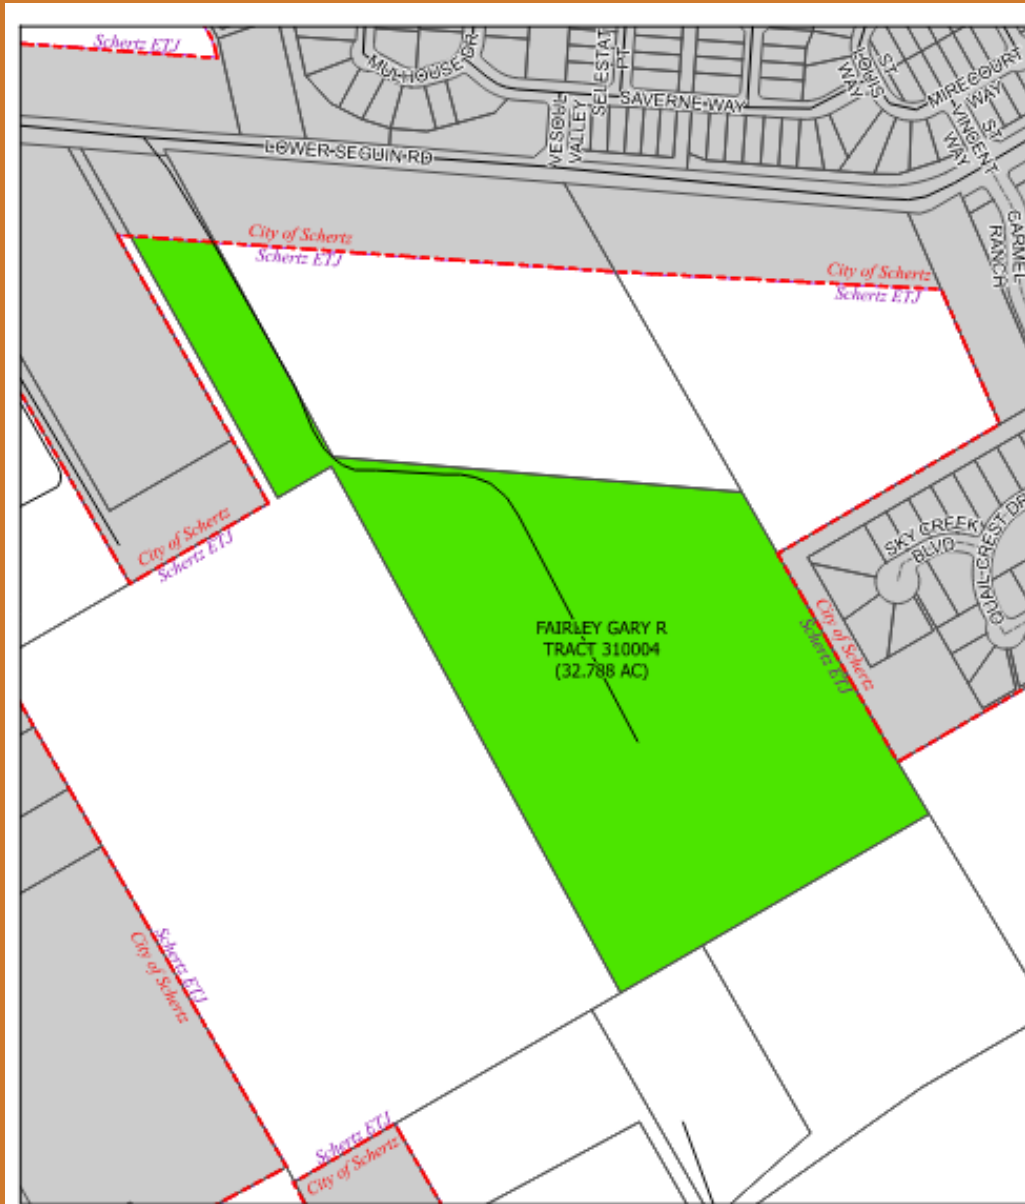 Schertz ETJ
MULHOUSE CR
SELESTAT
PT
SAVERNE WAY
ST
LOUIS
WAY
MIRECOURT
WAY
ST
VINCENT
WAY
VESOUL
VALLEY
LOWER SEGUIN RD
CARMEL
RANCH
City of Schertz
Schertz ETJ
City of Schertz
Schertz ETJ
City of Schertz
Schertz ETJ
SKY CREEK
BLVD
QUAIL CREST DR
City of Schertz
Schertz ETJ
FAIRLEY GARY R
TRACT 310004
(32.788 AC)
Schertz ETJ
City of Schertz
Schertz ETJ
City of Schertz